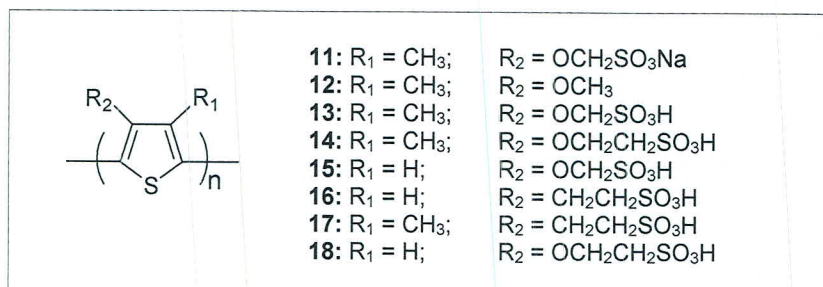 R₂ R₁
( ) n
S
11: R₁ = CH₃; R₂ = OCH₂SO₃Na
12: R₁ = CH₃; R₂ = OCH₃
13: R₁ = CH₃; R₂ = OCH₂SO₃H
14: R₁ = CH₃; R₂ = OCH₂CH₂SO₃H
15: R₁ = H; R₂ = OCH₂SO₃H
16: R₁ = H; R₂ = CH₂CH₂SO₃H
17: R₁ = CH₃; R₂ = CH₂CH₂SO₃H
18: R₁ = H; R₂ = OCH₂CH₂SO₃H